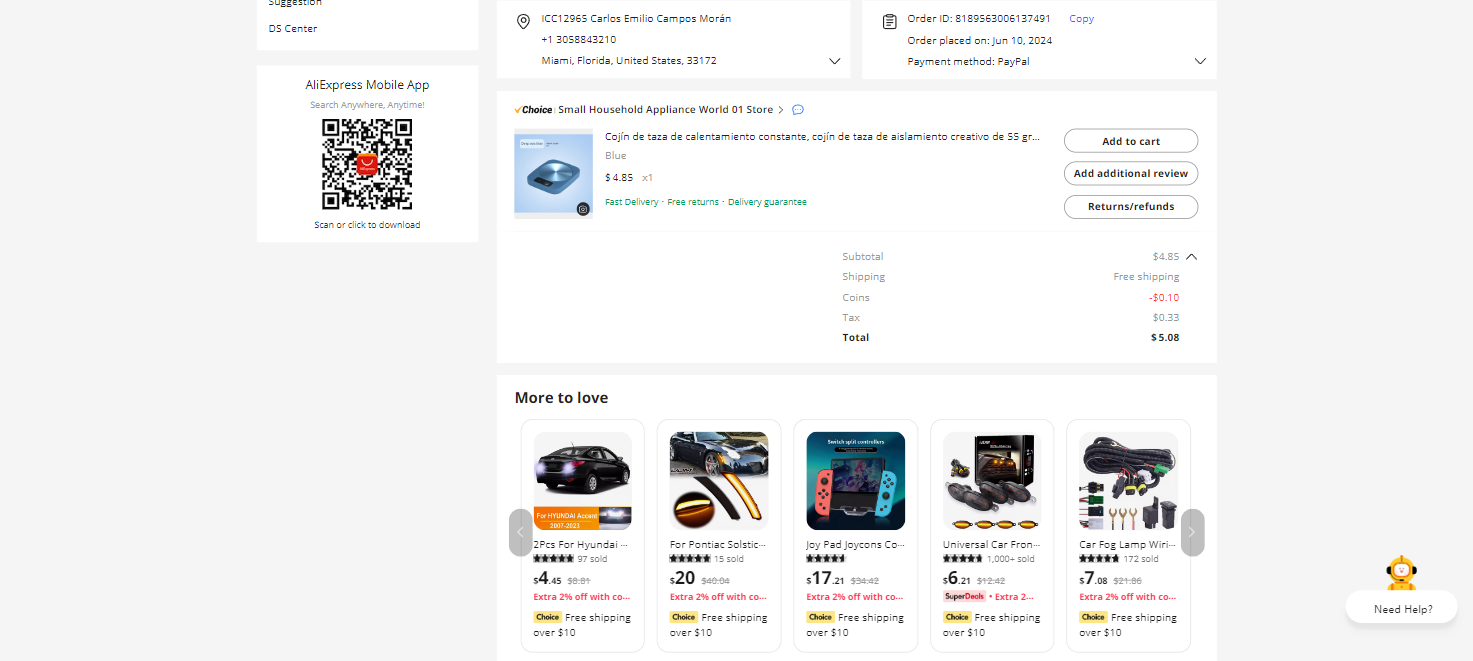 Suggestion
DS Center
AliExpress Mobile App
Search Anywhere, Anytime!
Scan or click to download
ICC12965 Carlos Emilio Campos Morán
+1 3058843210
Miami, Florida, United States, 33172
Order ID: 8189563006137491 Copy
Order placed on: Jun 10, 2024
Payment method: PayPal
Choice Small Household Appliance World 01 Store
Cojín de taza de calentamiento constante, cojín de taza de aislamiento creativo de 55 gr...
Blue
$ 4.85 x1
Fast Delivery · Free returns · Delivery guarantee
Add to cart
Add additional review
Returns/refunds
Subtotal $4.85
Shipping Free shipping
Coins -$0.10
Tax $0.33
Total $5.08
More to love
For HYUNDAI Accent
2007-2023
2Pcs For Hyundai ...
97 sold
$4.45 $8.81
Extra 2% off with co...
Choice Free shipping
over $10
For Pontiac Solstic...
15 sold
$20 $40.04
Extra 2% off with co...
Choice Free shipping
over $10
Switch split controllers
Joy Pad Joycons Co...
$17.21 $34.42
Extra 2% off with co...
Choice Free shipping
over $10
Universal Car Fron...
1,000+ sold
$6.21 $12.42
SuperDeals • Extra 2...
Choice Free shipping
over $10
Car Fog Lamp Wiri...
172 sold
$7.08 $21.86
Extra 2% off with co...
Choice Free shipping
over $10
Need Help?